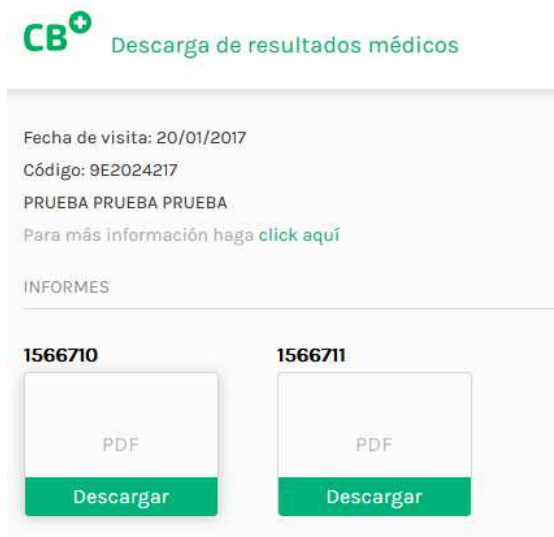 CB+ Descarga de resultados médicos
Fecha de visita: 20/01/2017
Código: 9E2024217
PRUEBA PRUEBA PRUEBA
Para más información haga click aquí
INFORMES
1566710 1566711
PDF PDF
Descargar Descargar